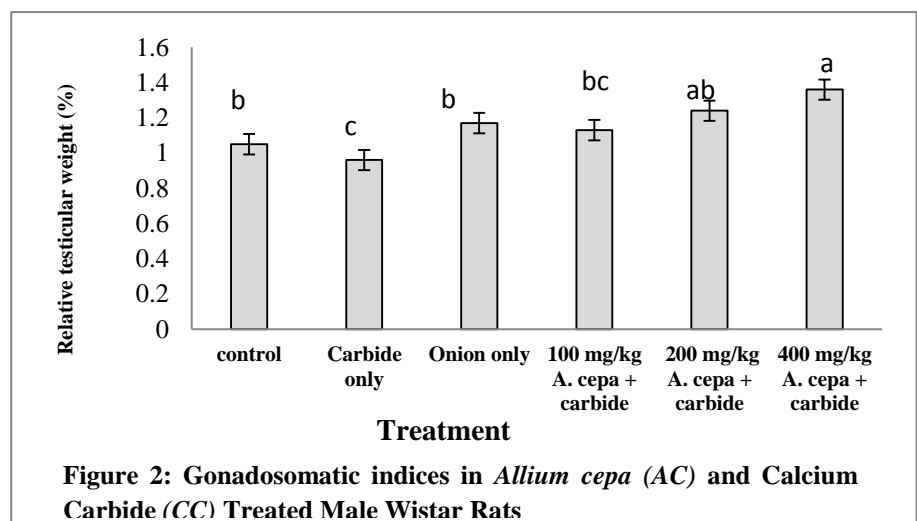 1.6
1.4
1.2
1
0.8
0.6
0.4
0.2
0
Relative testicular weight (%)
b
c
b
bc
ab
a
control
Carbide only
Onion only
100 mg/kg A. cepa + carbide
200 mg/kg A. cepa + carbide
400 mg/kg A. cepa + carbide
Treatment
Figure 2: Gonadosomatic indices in Allium cepa (AC) and Calcium
Carbide (CC) Treated Male Wistar Rats